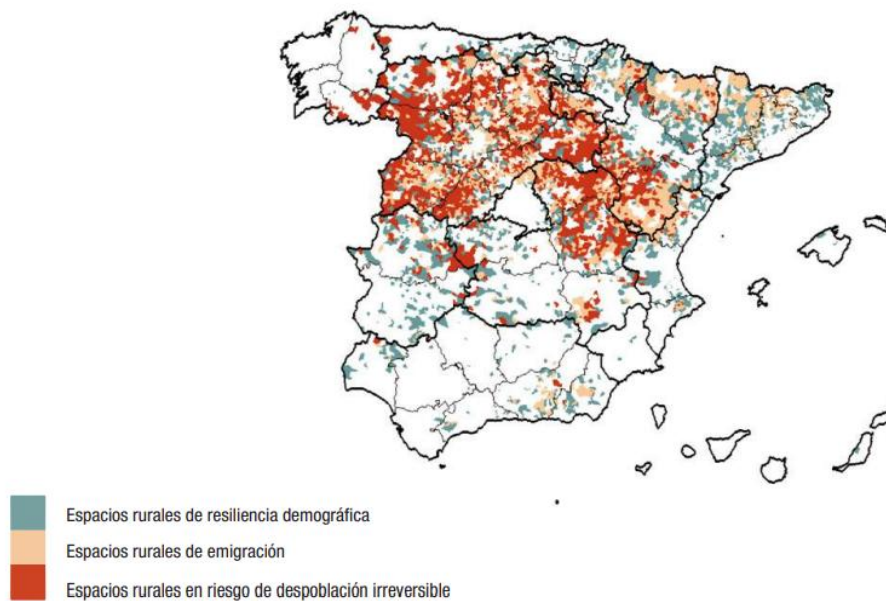 Espacios rurales de resiliencia demográfica
Espacios rurales de emigración
Espacios rurales en riesgo de despoblación irreversible